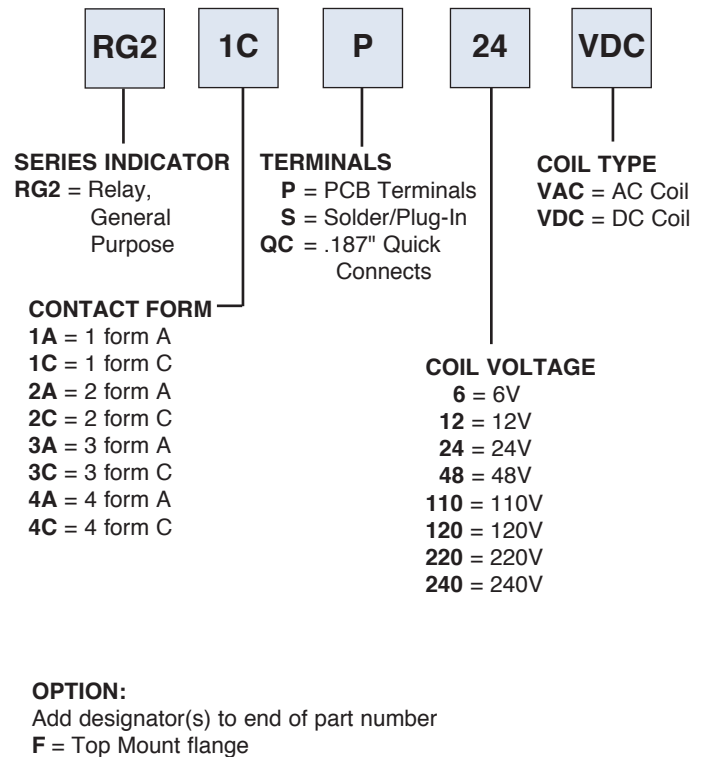 RG2 1C P 24 VDC
SERIES INDICATOR
RG2 = Relay,
General
Purpose
TERMINALS
P = PCB Terminals
S = Solder/Plug-In
QC = .187" Quick
Connects
COIL TYPE
VAC = AC Coil
VDC = DC Coil
CONTACT FORM
1A = 1 form A
1C = 1 form C
2A = 2 form A
2C = 2 form C
3A = 3 form A
3C = 3 form C
4A = 4 form A
4C = 4 form C
COIL VOLTAGE
6 = 6V
12 = 12V
24 = 24V
48 = 48V
110 = 110V
120 = 120V
220 = 220V
240 = 240V
OPTION:
Add designator(s) to end of part number
F = Top Mount flange